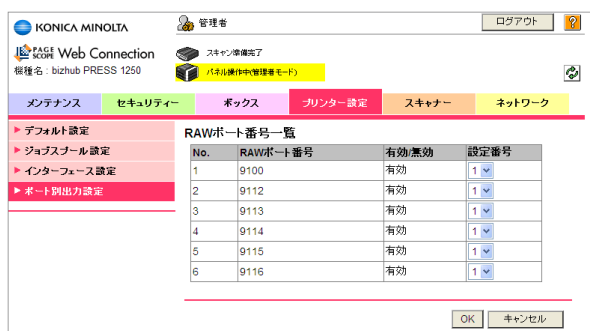 KONICA MINOLTA
管理者
ログアウト
?
PAGE SCOPE Web Connection
スキャン準備完了
機種名 : bizhub PRESS 1250
パネル操作中(管理者モード)
メンテナンス セキュリティー ボックス プリンター設定 スキャナー ネットワーク
デフォルト設定
ジョブスプール設定
インターフェース設定
ポート別出力設定
RAWポート番号一覧
No. RAWポート番号 有効/無効 設定番号
1 9100 有効 1
2 9112 有効 1
3 9113 有効 1
4 9114 有効 1
5 9115 有効 1
6 9116 有効 1
OK キャンセル